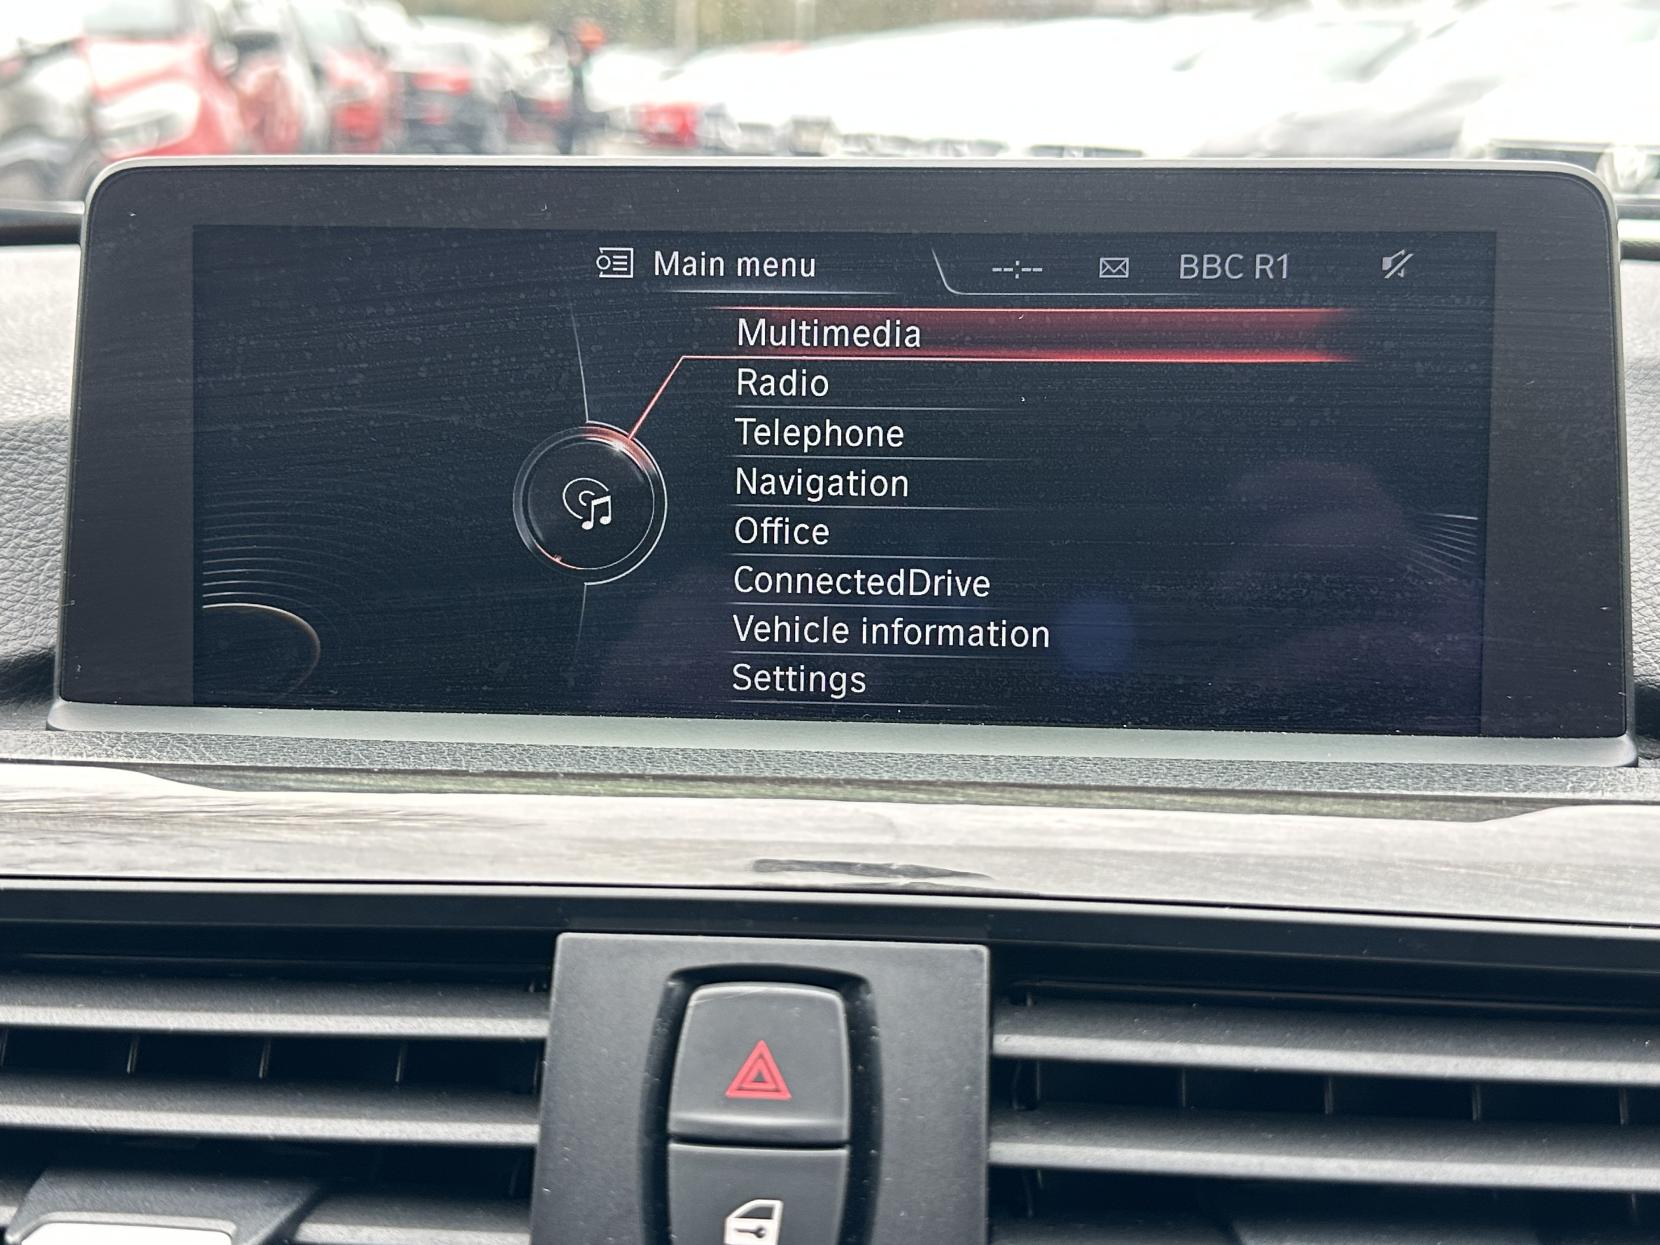 Main menu --:-- BBC R1
Multimedia
Radio
Telephone
Navigation
Office
ConnectedDrive
Vehicle information
Settings